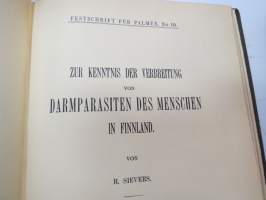 FESTSCHRIFT FÜR PALMÉN, No 10.
ZUR KENNTNIS DER VERBREITUNG
VON
DARMPARASITEN DES MENSCHEN
IN FINNLAND.
VON
R. SIEVERS.